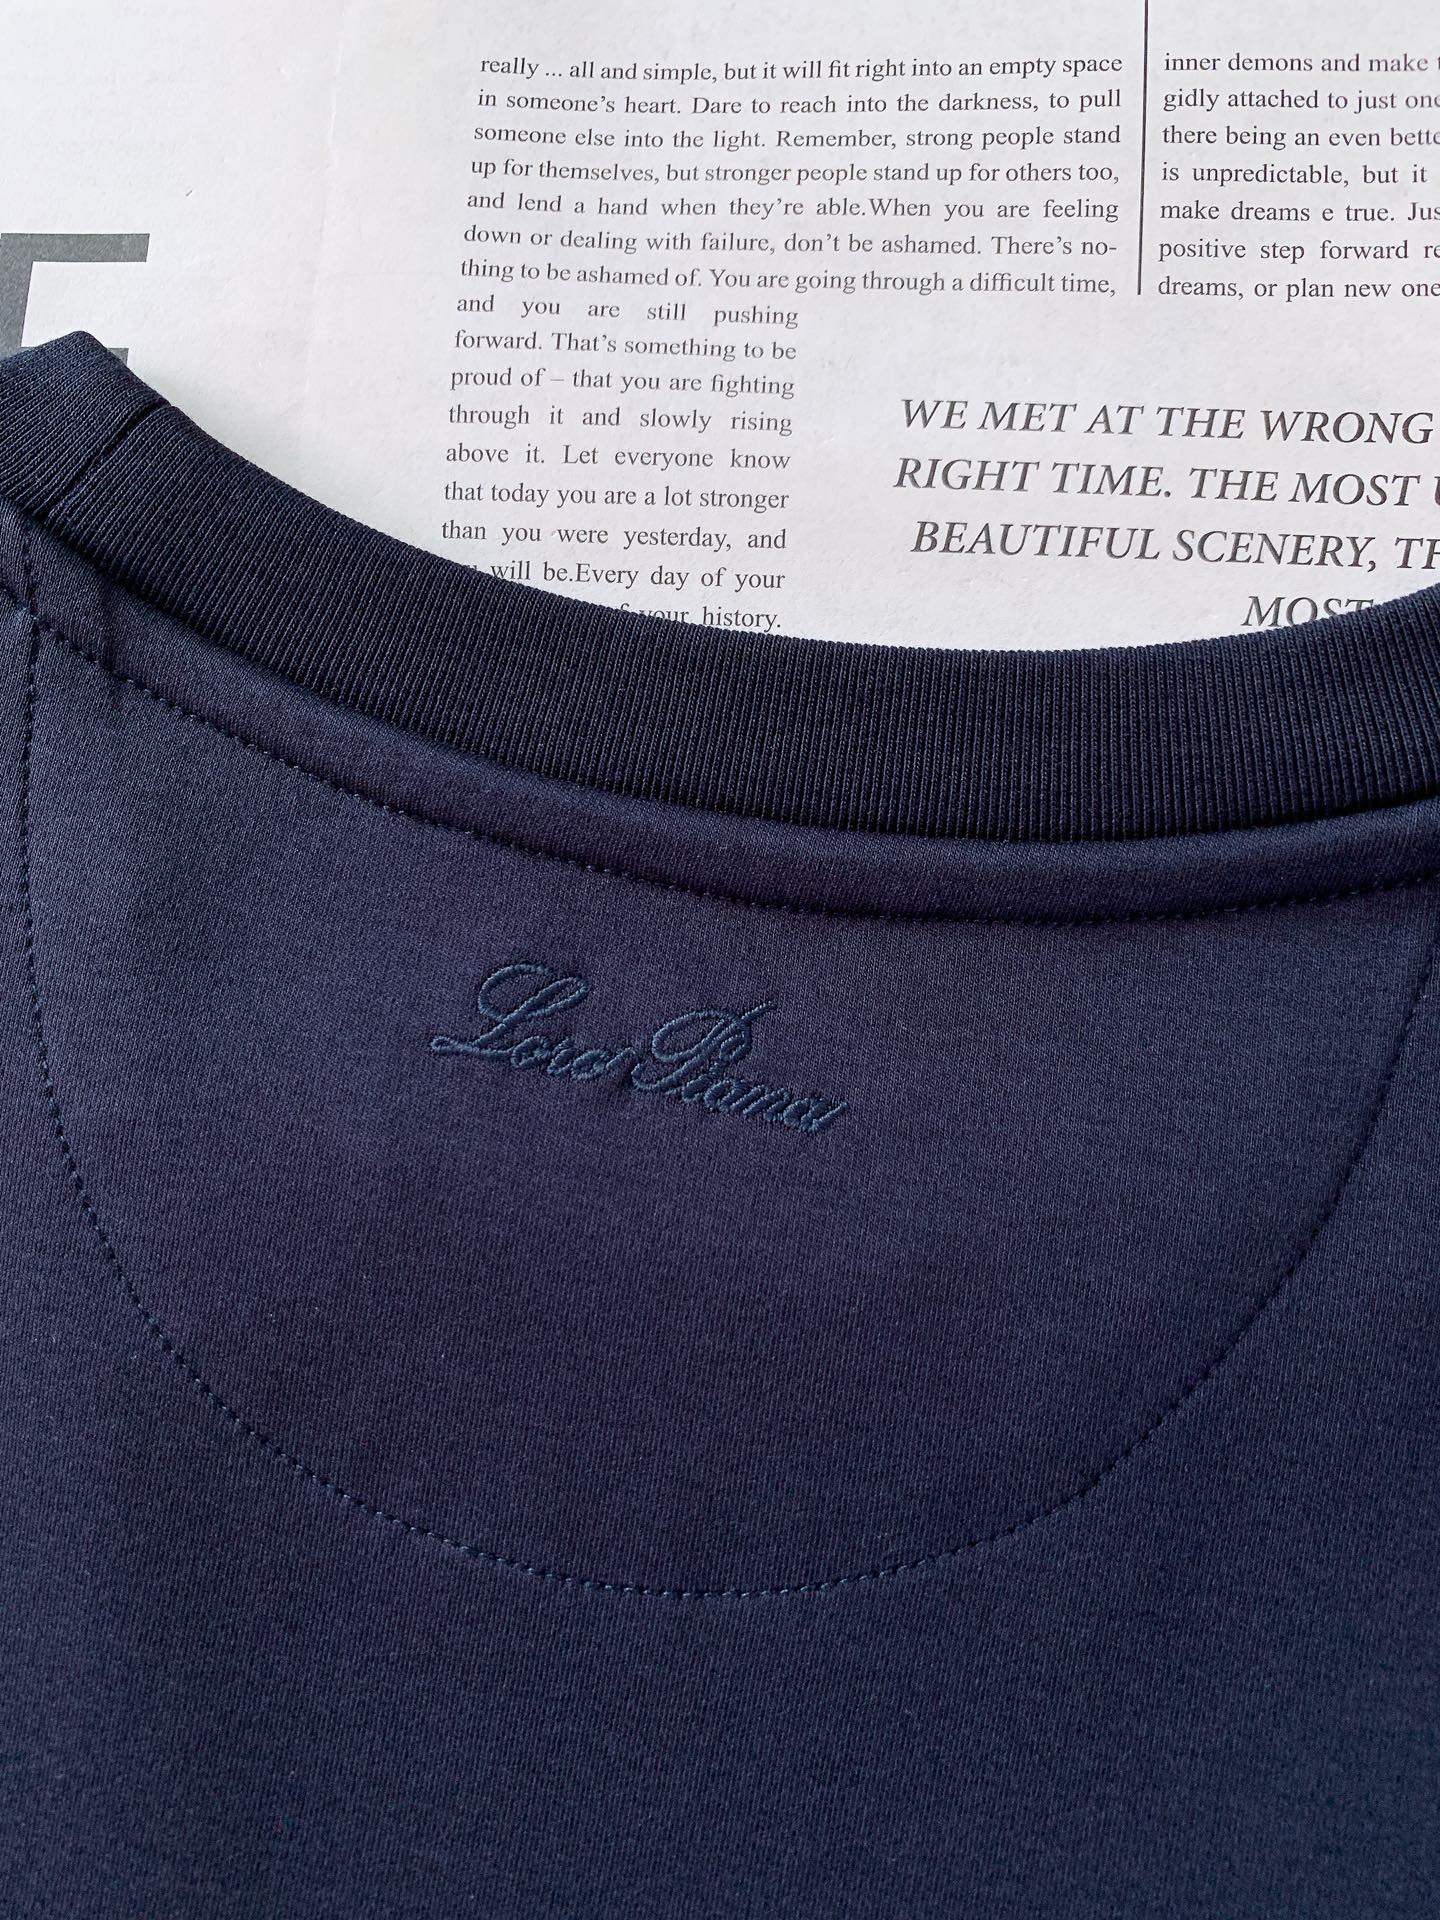 really ... all and simple, but it will fit right into an empty space
in someone's heart. Dare to reach into the darkness, to pull
someone else into the light. Remember, strong people stand
up for themselves, but stronger people stand up for others too,
and lend a hand when they're able.When you are feeling
down or dealing with failure, don't be ashamed. There's no-
thing to be ashamed of. You are going through a difficult time,
and you are still pushing
forward. That's something to be
proud of – that you are fighting
through it and slowly rising
above it. Let everyone know
that today you are a lot stronger
than you were yesterday, and
will be.Every day of your
your history.
inner demons and make
gidly attached to just one
there being an even bette
is unpredictable, but it
make dreams e true. Jus
positive step forward re
dreams, or plan new one
WE MET AT THE WRONG
RIGHT TIME. THE MOST
BEAUTIFUL SCENERY, TH
MOST
Loro Piana